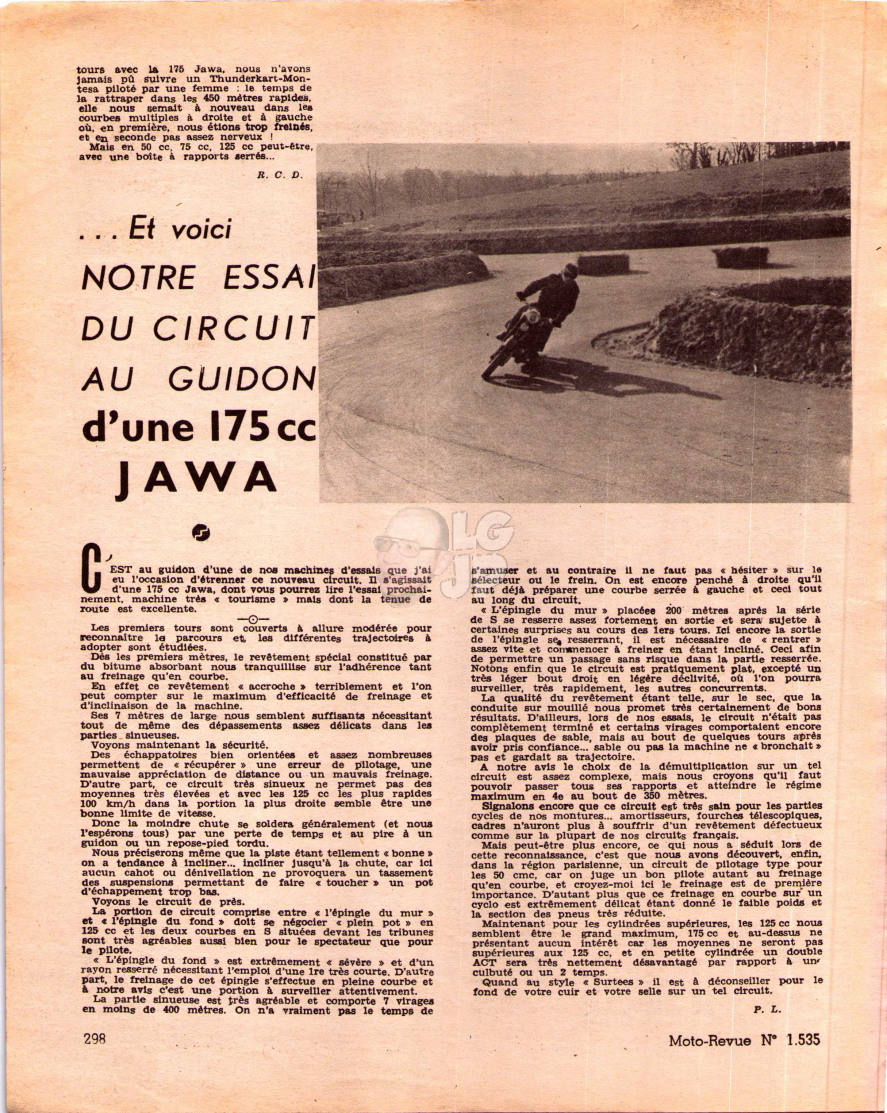 tours avec la 175 Jawa, nous n'avons
jamais pû suivre un Thunderkart-Mon-
tesa piloté par une femme : le temps de
la rattraper dans les 450 mètres rapides,
elle nous semait à nouveau dans les
courbes multiples à droite et à gauche
où, en première, nous étions trop freinés,
et en seconde pas assez nerveux !
Mais en 50 cc, 75 cc, 125 cc peut-être,
avec une boîte à rapports serrés...
R. C. D.
... Et voici
NOTRE ESSAI
DU CIRCUIT
AU GUIDON
d'une 175 cc
JAWA
C'EST au guidon d'une de nos machines d'essais que j'ai
eu l'occasion d'étrenner ce nouveau circuit. Il s'agissait
d'une 175 cc Jawa, dont vous pourrez lire l'essai prochai-
nement, machine très « tourisme » mais dont la tenue de
route est excellente.
Les premiers tours sont couverts à allure modérée pour
reconnaître le parcours et, les différentes trajectoires à
adopter sont étudiées.
Dès les premiers mètres, le revêtement spécial constitué par
du bitume absorbant nous tranquillise sur l'adhérence tant
au freinage qu'en courbe.
En effet ce revêtement « accroche » terriblement et l'on
peut compter sur le maximum d'efficacité de freinage et
d'inclinaison de la machine.
Ses 7 mètres de large nous semblent suffisants nécessitant
tout de même des dépassements assez délicats dans les
parties sinueuses.
Voyons maintenant la sécurité.
Des échappatoires bien orientées et assez nombreuses
permettent de « récupérer » une erreur de pilotage, une
mauvaise appréciation de distance ou un mauvais freinage.
D'autre part, ce circuit très sinueux ne permet pas des
moyennes très élevées et avec les 125 cc les plus rapides
100 km/h dans la portion la plus droite semble être une
bonne limite de vitesse.
Donc la moindre chute se soldera généralement (et nous
l'espérons tous) par une perte de temps et au pire à un
guidon ou un repose-pied tordu.
Nous préciserons même que la piste étant tellement « bonne »
on a tendance à incliner... incliner jusqu'à la chute, car ici
aucun cahot ou dénivellation ne provoquera un tassement
des suspensions permettant de faire « toucher » un pot
d'échappement trop bas.
Voyons le circuit de près.
La portion de circuit comprise entre « l'épingle du mur »
et « l'épingle du fond » doit se négocier « plein pot » en
125 cc et les deux courbes en S situées devant les tribunes
sont très agréables aussi bien pour le spectateur que pour
le pilote.
« L'épingle du fond » est extrêmement « sévère » et d'un
rayon resserré nécessitant l'emploi d'une 1re très courte. D'autre
part, le freinage de cet épingle s'effectue en pleine courbe et
à notre avis c'est une portion à surveiller attentivement.
La partie sinueuse est très agréable et comporte 7 virages
en moins de 400 mètres. On n'a vraiment pas le temps de
s'amuser et au contraire il ne faut pas « hésiter » sur le
sélecteur ou le frein. On est encore penché à droite qu'il
faut déjà préparer une courbe serrée à gauche et ceci tout
au long du circuit.
« L'épingle du mur » placéee 200 mètres après la série
de S se resserre assez fortement en sortie et sera sujette à
certaines surprises au cours des 1ers tours. Ici encore la sortie
de l'épingle se resserrant, il est nécessaire de « rentrer »
assez vite et commencer à freiner en étant incliné. Ceci afin
de permettre un passage sans risque dans la partie resserrée.
Notons enfin que le circuit est pratiquement plat, excepté un
très léger bout droit en légère déclivité, où l'on pourra
surveiller, très rapidement, les autres concurrents.
La qualité du revêtement étant telle, sur le sec, que la
conduite sur mouillé nous promet très certainement de bons
résultats. D'ailleurs, lors de nos essais, le circuit n'était pas
complètement terminé et certains virages comportaient encore
des plaques de sable, mais au bout de quelques tours après
avoir pris confiance... sable ou pas la machine ne « bronchait »
pas et gardait sa trajectoire.
A notre avis le choix de la démultiplication sur un tel
circuit est assez complexe, mais nous croyons qu'il faut
pouvoir passer tous ses rapports et atteindre le régime
maximum en 4e au bout de 350 mètres.
Signalons encore que ce circuit est très sain pour les parties
cycles de nos montures... amortisseurs, fourches télescopiques,
cadres n'auront plus à souffrir d'un revêtement défectueux
comme sur la plupart de nos circuits français.
Mais peut-être plus encore, ce qui nous a séduit lors de
cette reconnaissance, c'est que nous avons découvert, enfin,
dans la région parisienne, un circuit de pilotage type pour
les 50 cmc, car on juge un bon pilote autant au freinage
qu'en courbe, et croyez-moi ici le freinage est de première
importance. D'autant plus que ce freinage en courbe sur un
cyclo est extrêmement délicat étant donné le faible poids et
la section des pneus très réduite.
Maintenant pour les cylindrées supérieures, les 125 cc nous
semblent être le grand maximum, 175 cc et au-dessus ne
présentant aucun intérêt car les moyennes ne seront pas
supérieures aux 125 cc, et en petite cylindrée un double
ACT sera très nettement désavantagé par rapport à un
culbuté ou un 2 temps.
Quand au style « Surtees » il est à déconseiller pour le
fond de votre cuir et votre selle sur un tel circuit.
P. L.
298
Moto-Revue N° 1.535
LG
JP